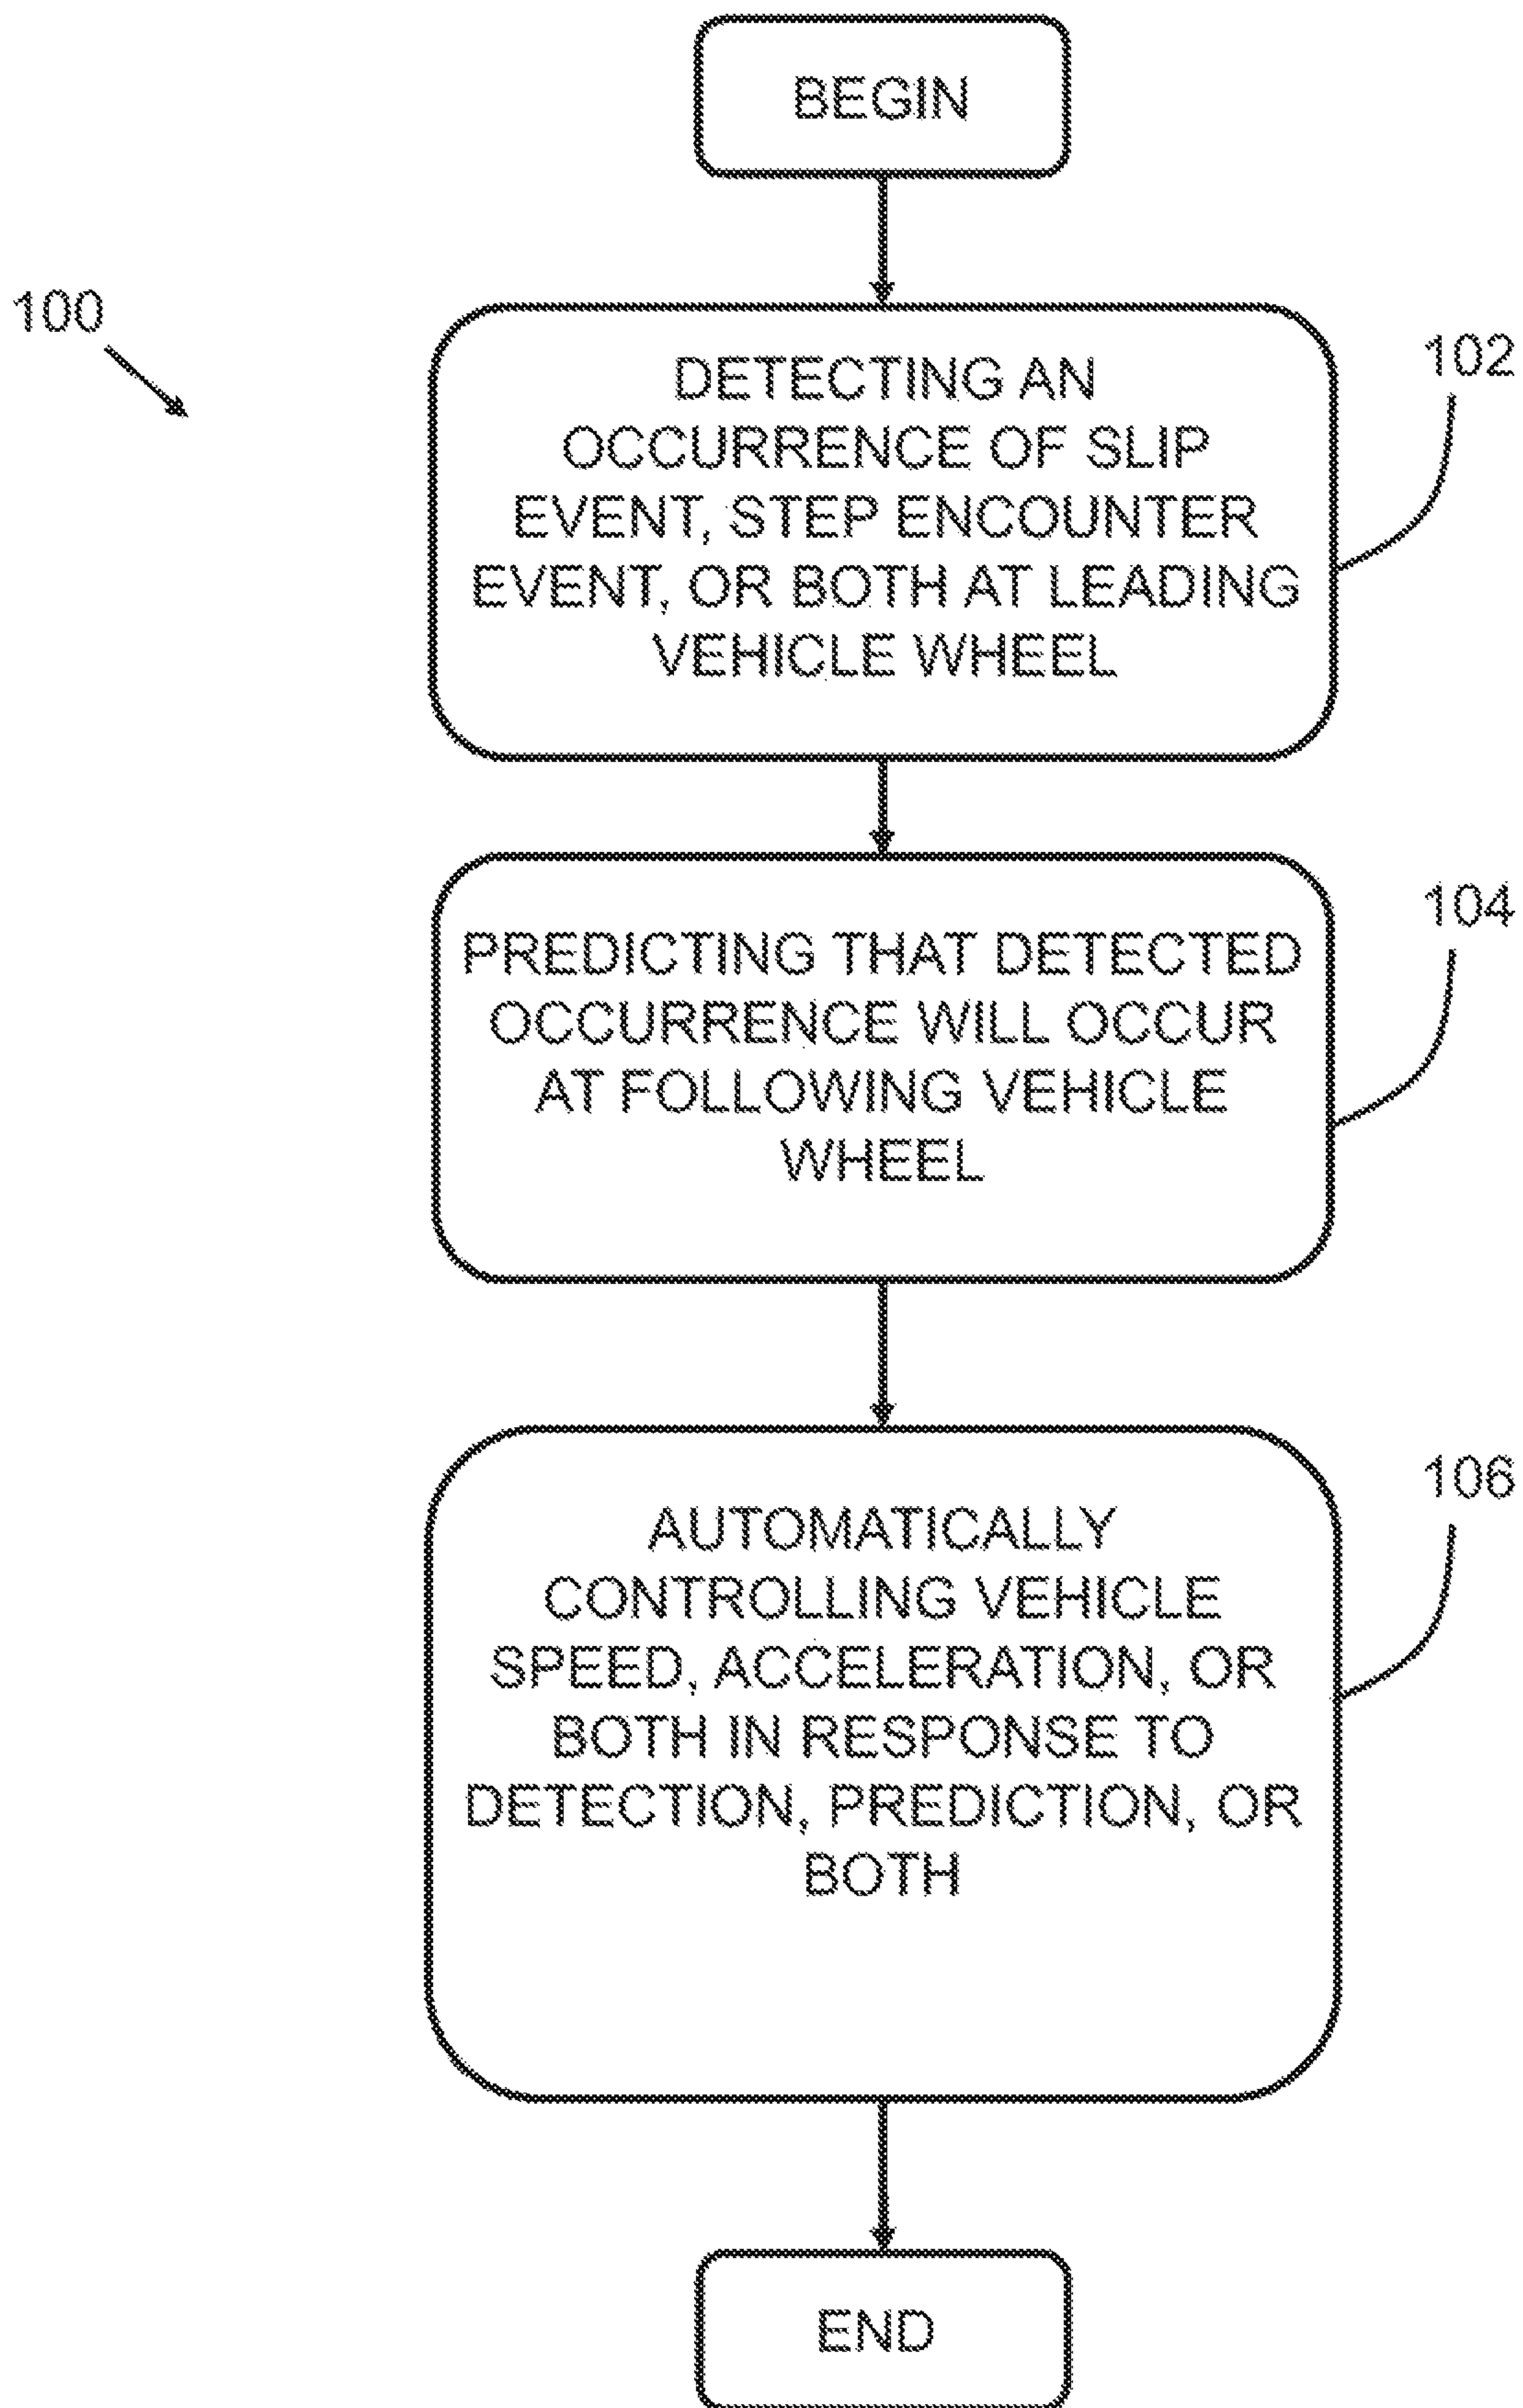 BEGIN
100
DETECTING AN
OCCURRENCE OF SLIP
EVENT, STEP ENCOUNTER
EVENT, OR BOTH AT LEADING
VEHICLE WHEEL
102
PREDICTING THAT DETECTED
OCCURRENCE WILL OCCUR
AT FOLLOWING VEHICLE
WHEEL
104
AUTOMATICALLY
CONTROLLING VEHICLE
SPEED, ACCELERATION, OR
BOTH IN RESPONSE TO
DETECTION, PREDICTION, OR
BOTH
106
END